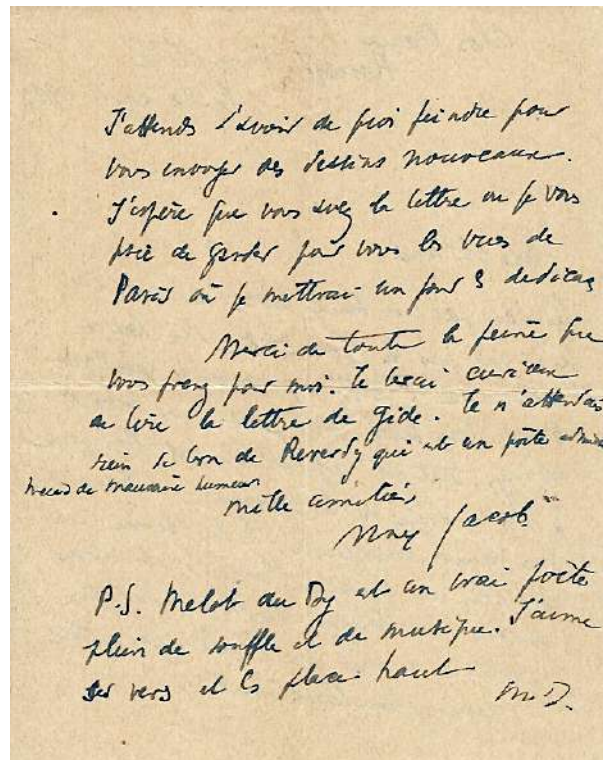 J'attends d'avoir de quoi peindre pour
vous envoyer des dessins nouveaux.
J'espère que vous avez la lettre où je vous
prie de garder pour vous les vues de
Paris où je mettrai un jour 3 dédicaces
Merci de toute la peine que
vous prenez pour moi. Je serai curieux
de lire la lettre de Gide. Je n'attendais
rien de bon de Reverdy qui est un poète
de mauvaise humeur.
mille amitiés
Max Jacob
P.S. Melot du Dy est un vrai poète
plein de souffle et de musique. J'aime
ses vers et les place haut
M. J.